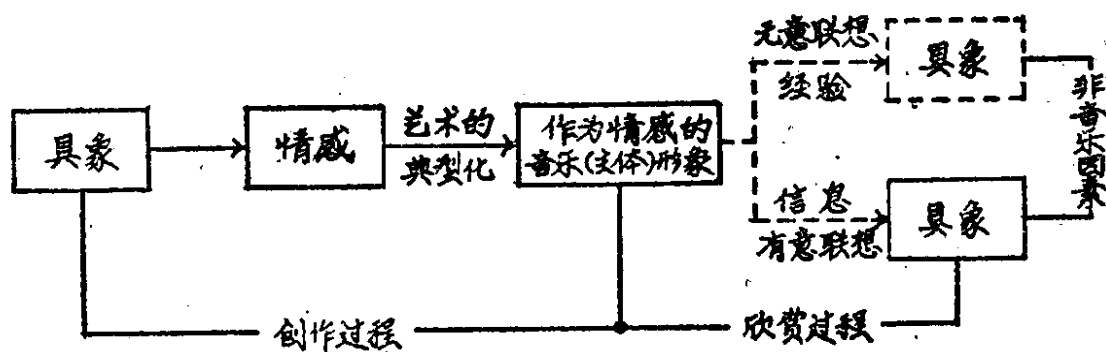 无意联想
具象
经验
具象
情感
艺术的
典型化
作为情感的
音乐(主体)形象
非音乐因素
信息
具象
有意联想
创作过程
欣赏过程